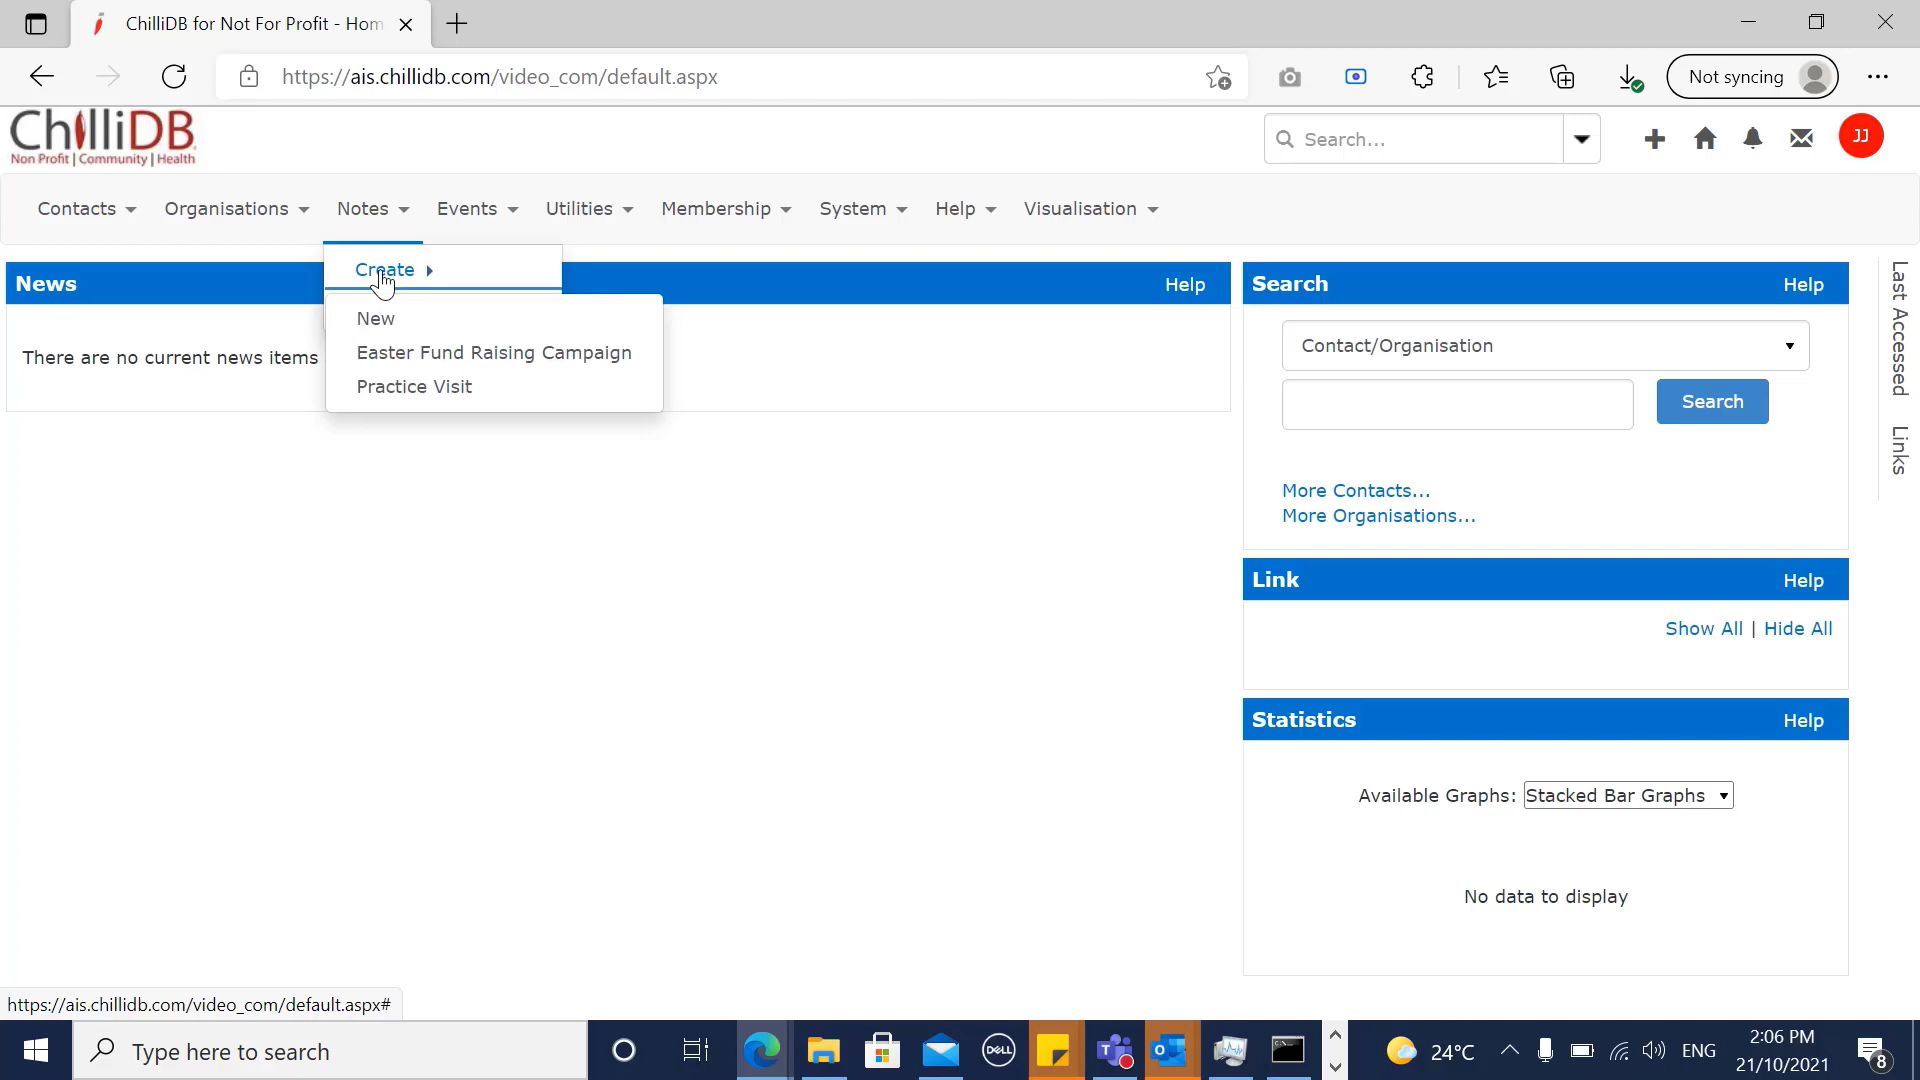 ChilliDB for Not For Profit - Hom
https://ais.chillidb.com/video_com/default.aspx
Not syncing
ChilliDB
Non Profit | Community | Health
Search...
JJ
Contacts
Organisations
Notes
Events
Utilities
Membership
System
Help
Visualisation
Create
New
Easter Fund Raising Campaign
Practice Visit
News
Help
There are no current news items
Search
Help
Contact/Organisation
Search
More Contacts...
More Organisations...
Link
Help
Show All | Hide All
Statistics
Help
Available Graphs: Stacked Bar Graphs
No data to display
Last Accessed
Links
https://ais.chillidb.com/video_com/default.aspx#
Type here to search
DELL
24°C
ENG
2:06 PM
21/10/2021
8